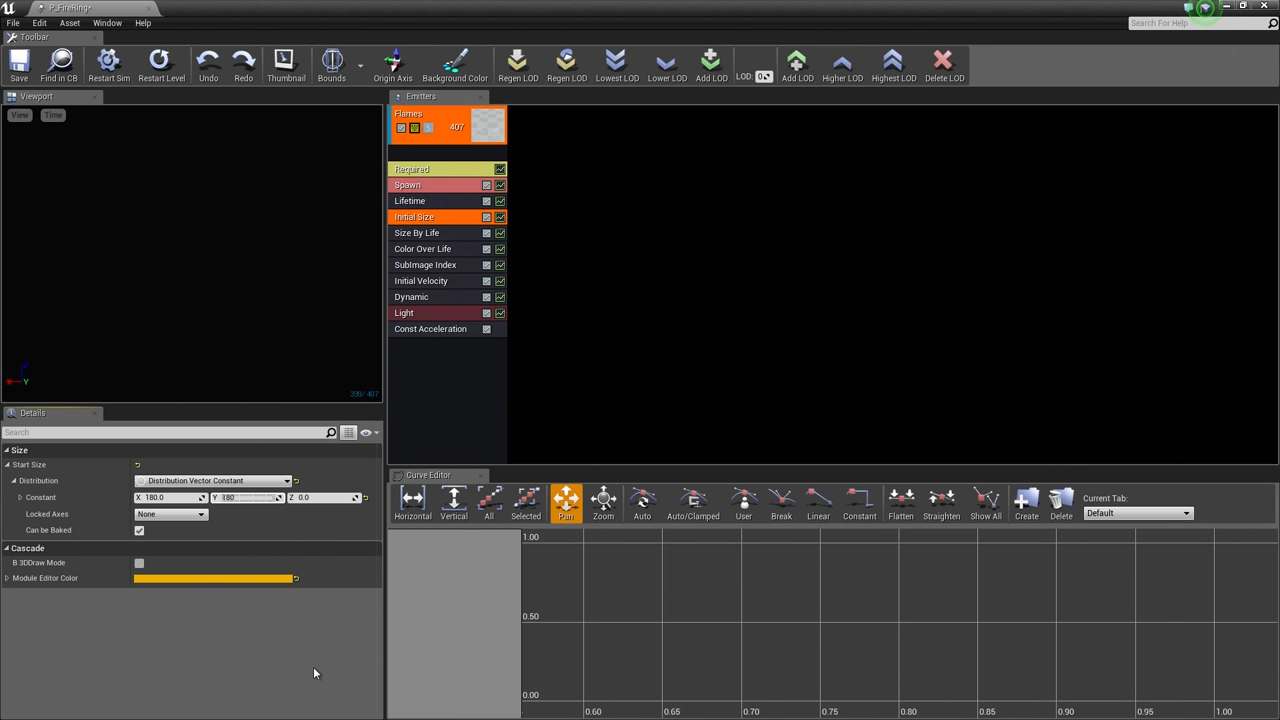 P_FireRing*
File Edit Asset Window Help
Search For Help
Toolbar
Save Find in CB Restart Sim Restart Level Undo Redo Thumbnail Bounds Origin Axis Background Color Regen LOD Regen LOD Lowest LOD Lower LOD Add LOD LOD: 0 Add LOD Higher LOD Highest LOD Delete LOD
Viewport
View Time
Y
339/ 407
Emitters
Flames
407
Required
Spawn
Lifetime
Initial Size
Size By Life
Color Over Life
SubImage Index
Initial Velocity
Dynamic
Light
Const Acceleration
Details
Search
Size
Start Size
Distribution Distribution Vector Constant
Constant X 180.0 Y 180 Z 0.0
Locked Axes None
Can be Baked
Cascade
B 3DDraw Mode
Module Editor Color
Curve Editor
Horizontal Vertical All Selected Pan Zoom Auto Auto/Clamped User Break Linear Constant Flatten Straighten Show All Create Delete
Current Tab:
Default
1.00
0.50
0.00
0.60 0.65 0.70 0.75 0.80 0.85 0.90 0.95 1.00